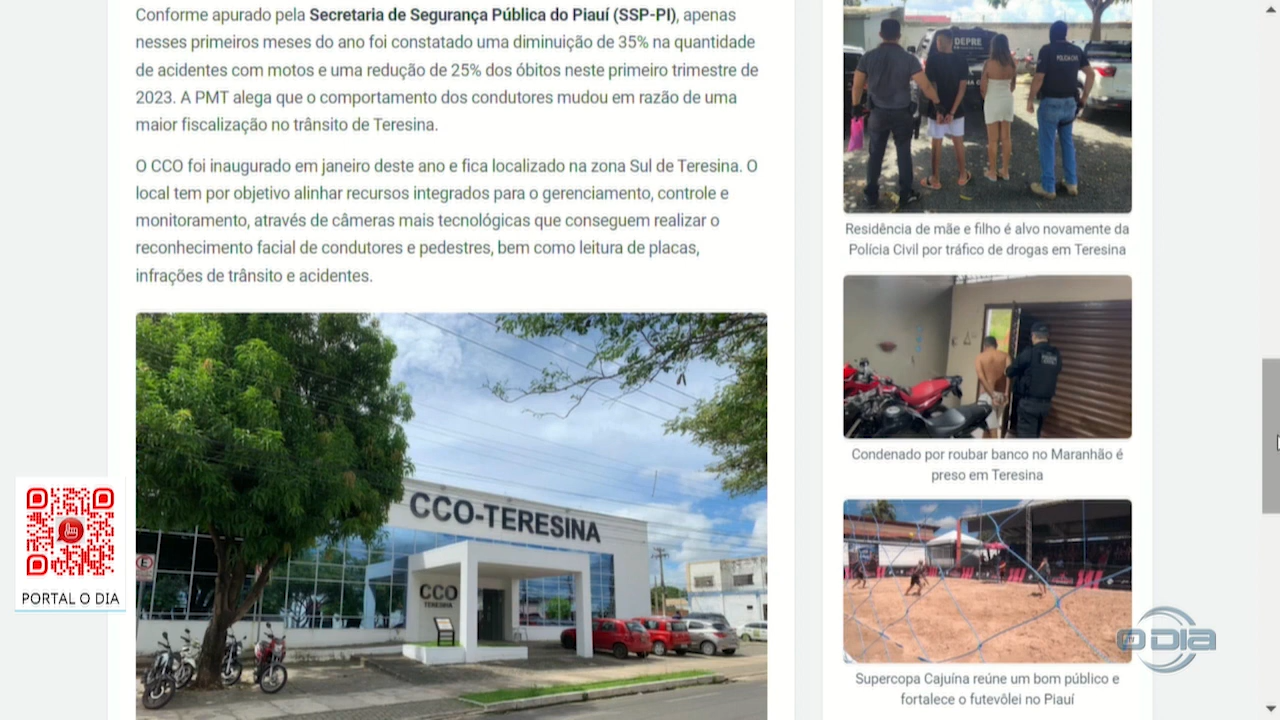 Conforme apurado pela Secretaria de Segurança Pública do Piauí (SSP-PI), apenas
nesses primeiros meses do ano foi constatado uma diminuição de 35% na quantidade
de acidentes com motos e uma redução de 25% dos óbitos neste primeiro trimestre de
2023. A PMT alega que o comportamento dos condutores mudou em razão de uma
maior fiscalização no trânsito de Teresina.
O CCO foi inaugurado em janeiro deste ano e fica localizado na zona Sul de Teresina. O
local tem por objetivo alinhar recursos integrados para o gerenciamento, controle e
monitoramento, através de câmeras mais tecnológicas que conseguem realizar o
reconhecimento facial de condutores e pedestres, bem como leitura de placas,
infrações de trânsito e acidentes.
CCO-TERESINA
CCO
TERESINA
E
PORTAL O DIA
DEPRE
Residência de mãe e filho é alvo novamente da
Polícia Civil por tráfico de drogas em Teresina
Condenado por roubar banco no Maranhão é
preso em Teresina
Supercopa Cajuína reúne um bom público e
fortalece o futevôlei no Piauí
O DIA
TV